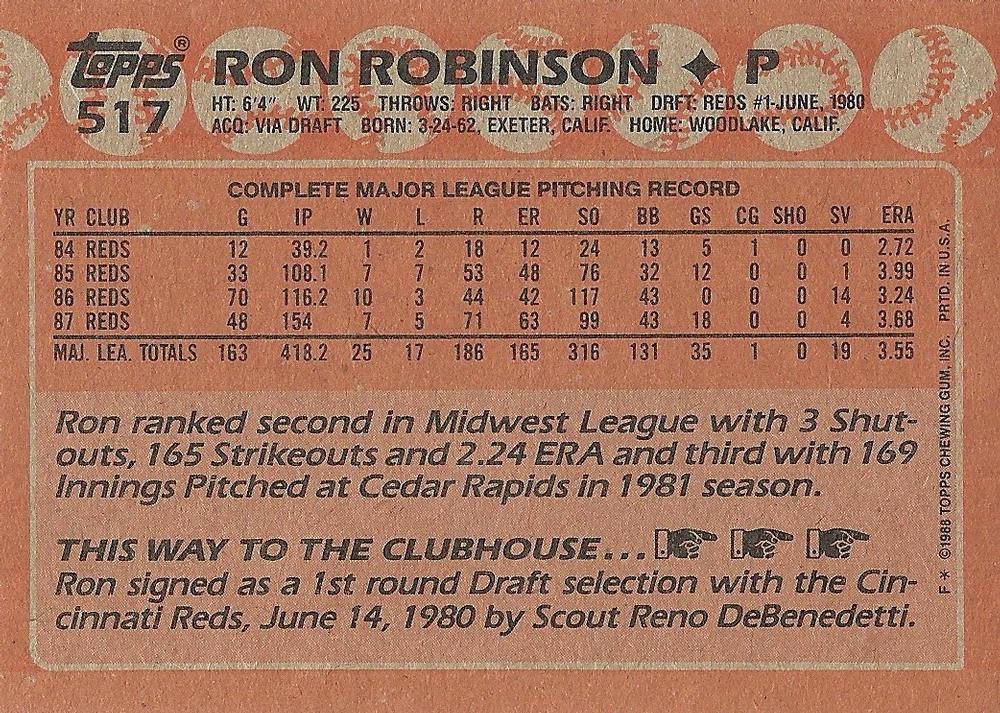 Topps® RON ROBINSON ✦ P
517
HT: 6'4" WT: 225 THROWS: RIGHT BATS: RIGHT DRFT: REDS #1-JUNE, 1980
ACQ: VIA DRAFT BORN: 3-24-62, EXETER, CALIF. HOME: WOODLAKE, CALIF.
COMPLETE MAJOR LEAGUE PITCHING RECORD
YR CLUB G IP W L R ER SO BB GS CG SHO SV ERA
84 REDS 12 39.2 1 2 18 12 24 13 5 1 0 0 2.72
85 REDS 33 108.1 7 7 53 48 76 32 12 0 0 1 3.99
86 REDS 70 116.2 10 3 44 42 117 43 0 0 0 14 3.24
87 REDS 48 154 7 5 71 63 99 43 18 0 0 4 3.68
MAJ. LEA. TOTALS 163 418.2 25 17 186 165 316 131 35 1 0 19 3.55
Ron ranked second in Midwest League with 3 Shut-
outs, 165 Strikeouts and 2.24 ERA and third with 169
Innings Pitched at Cedar Rapids in 1981 season.
THIS WAY TO THE CLUBHOUSE...
Ron signed as a 1st round Draft selection with the Cin-
cinnati Reds, June 14, 1980 by Scout Reno DeBenedetti.
F * ©1988 TOPPS CHEWING GUM, INC. PRTD. IN U.S.A.